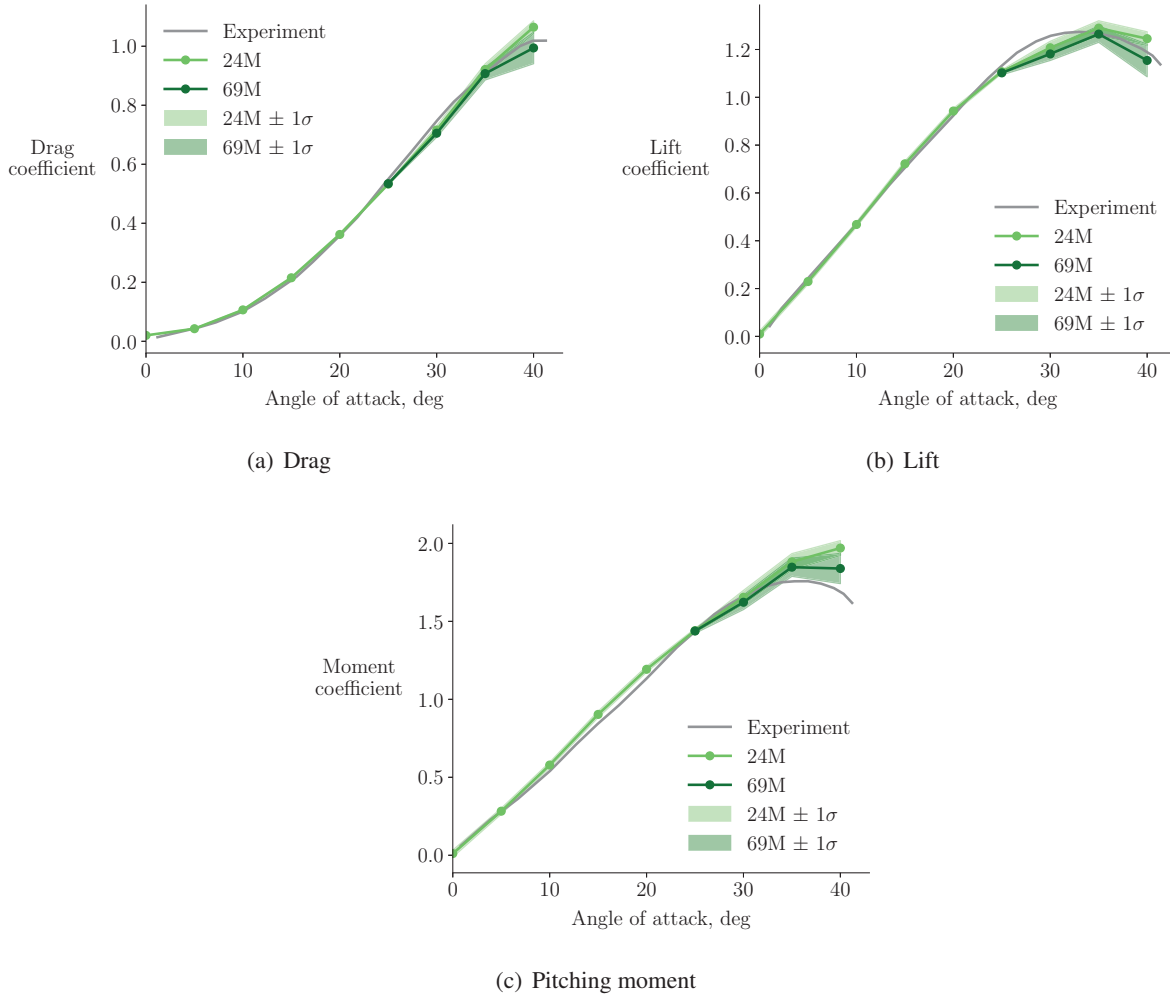 Experiment
24M
69M
24M ± 1σ
69M ± 1σ
1.0
0.8
0.6
0.4
0.2
0.0
Drag
coefficient
0 10 20 30 40
Angle of attack, deg
(a) Drag
1.2
1.0
0.8
0.6
0.4
0.2
0.0
Lift
coefficient
Experiment
24M
69M
24M ± 1σ
69M ± 1σ
0 10 20 30 40
Angle of attack, deg
(b) Lift
2.0
1.5
1.0
0.5
0.0
Moment
coefficient
Experiment
24M
69M
24M ± 1σ
69M ± 1σ
0 10 20 30 40
Angle of attack, deg
(c) Pitching moment